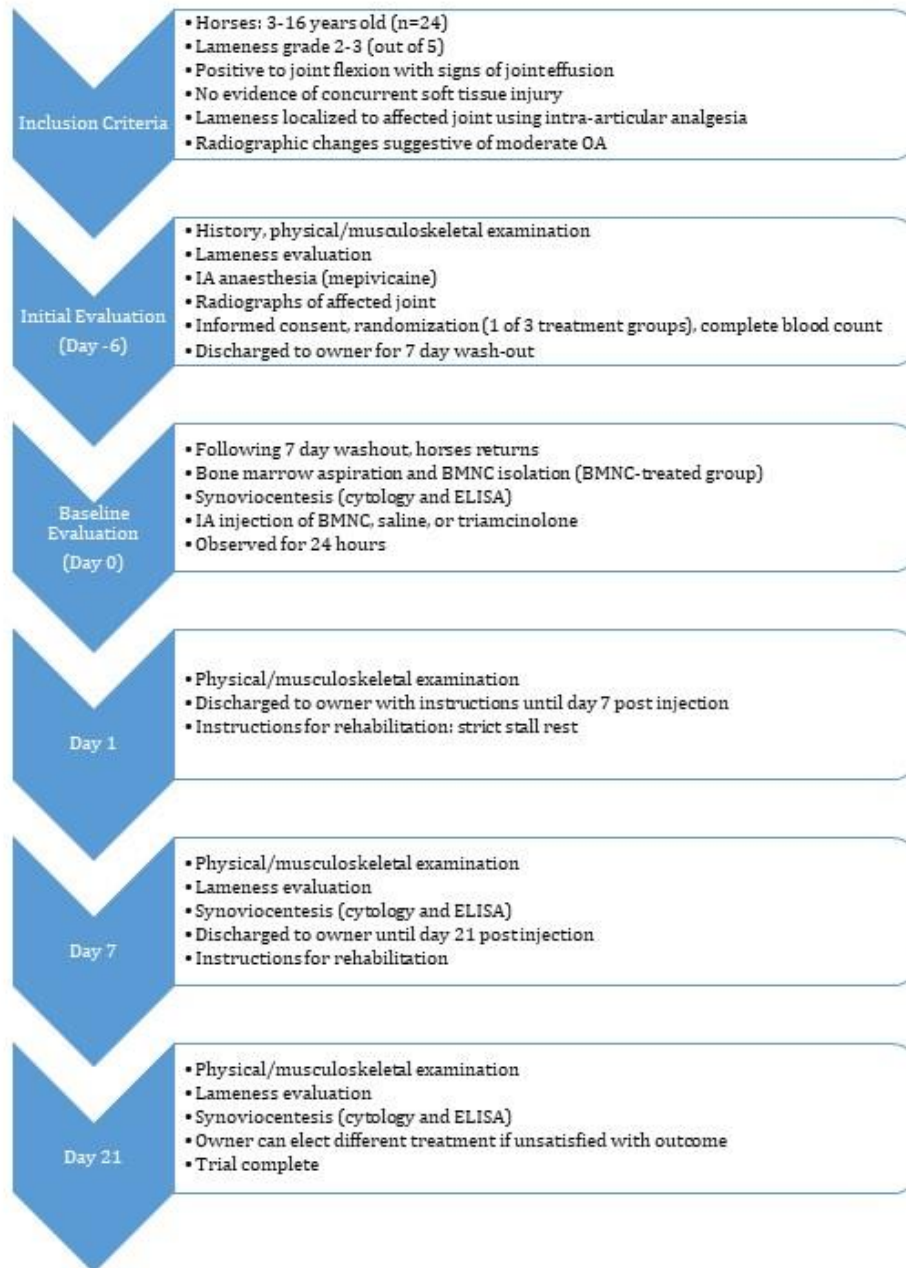 Inclusion Criteria
• Horses: 3-16 years old (n=24)
• Lameness grade 2-3 (out of 5)
• Positive to joint flexion with signs of joint effusion
• No evidence of concurrent soft tissue injury
• Lameness localized to affected joint using intra-articular analgesia
• Radiographic changes suggestive of moderate OA
Initial Evaluation
(Day -6)
• History, physical/musculoskeletal examination
• Lameness evaluation
• IA anaesthesia (mepivicaine)
• Radiographs of affected joint
• Informed consent, randomization (1 of 3 treatment groups), complete blood count
• Discharged to owner for 7 day wash-out
Baseline
Evaluation
(Day 0)
• Following 7 day washout, horses returns
• Bone marrow aspiration and BMNC isolation (BMNC-treated group)
• Synoviocentesis (cytology and ELISA)
• IA injection of BMNC, saline, or triamcinolone
• Observed for 24 hours
Day 1
• Physical/musculoskeletal examination
• Discharged to owner with instructions until day 7 post injection
• Instructions for rehabilitation: strict stall rest
Day 7
• Physical/musculoskeletal examination
• Lameness evaluation
• Synoviocentesis (cytology and ELISA)
• Discharged to owner until day 21 post injection
• Instructions for rehabilitation
Day 21
• Physical/musculoskeletal examination
• Lameness evaluation
• Synoviocentesis (cytology and ELISA)
• Owner can elect different treatment if unsatisfied with outcome
• Trial complete